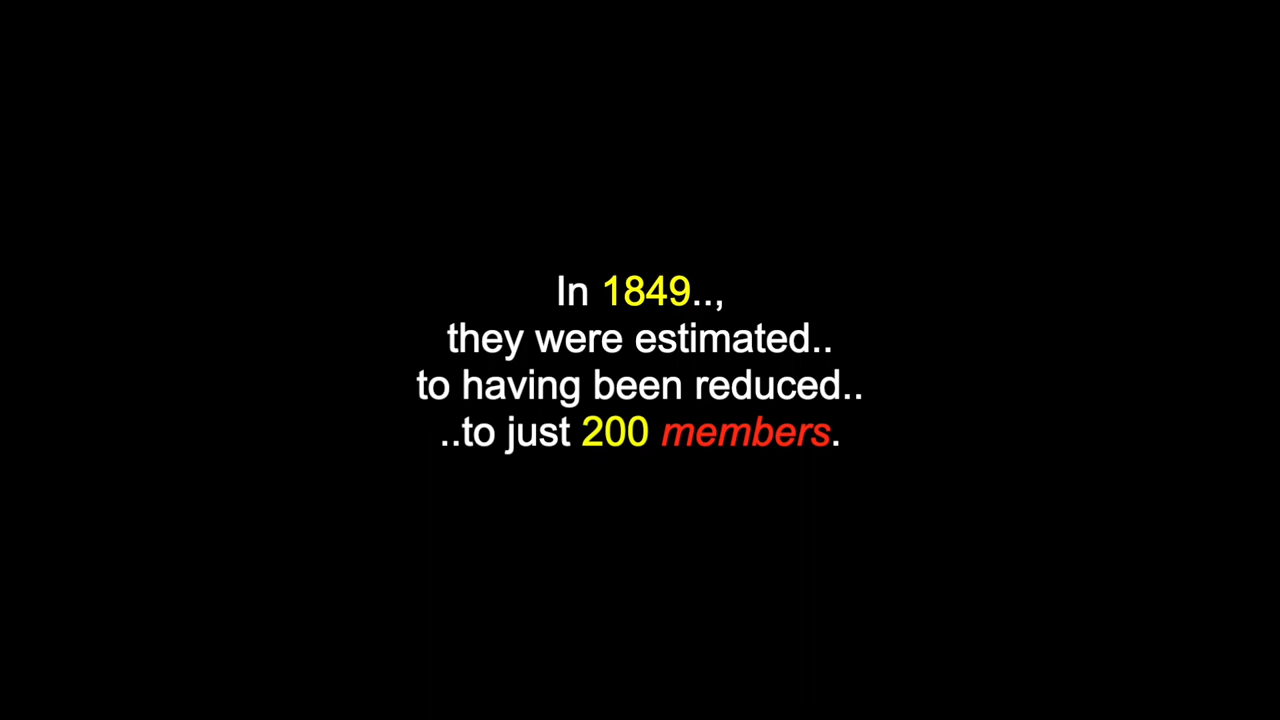 In 1849..,
they were estimated..
to having been reduced..
..to just 200 members.